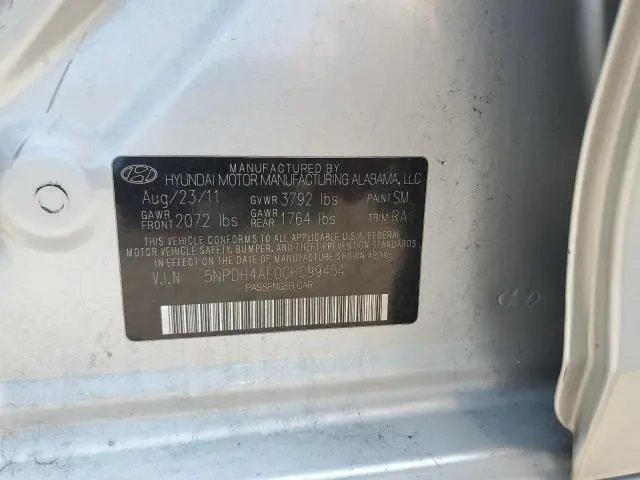 MANUFACTURED BY
HYUNDAI MOTOR MANUFACTURING ALABAMA, LLC
Aug/23/11 GVWR 3792 lbs PAINT SM
GAWR FRONT 2072 lbs GAWR REAR 1764 lbs TRIM RA
THIS VEHICLE CONFORMS TO ALL APPLICABLE U.S.A. FEDERAL
MOTOR VEHICLE SAFETY, BUMPER, AND THEFT PREVENTION STANDARDS
IN EFFECT ON THE DATE OF MANUFACTURE SHOWN ABOVE.
V.I.N 5NPDH4AE0CH099454
PASSENGER CAR